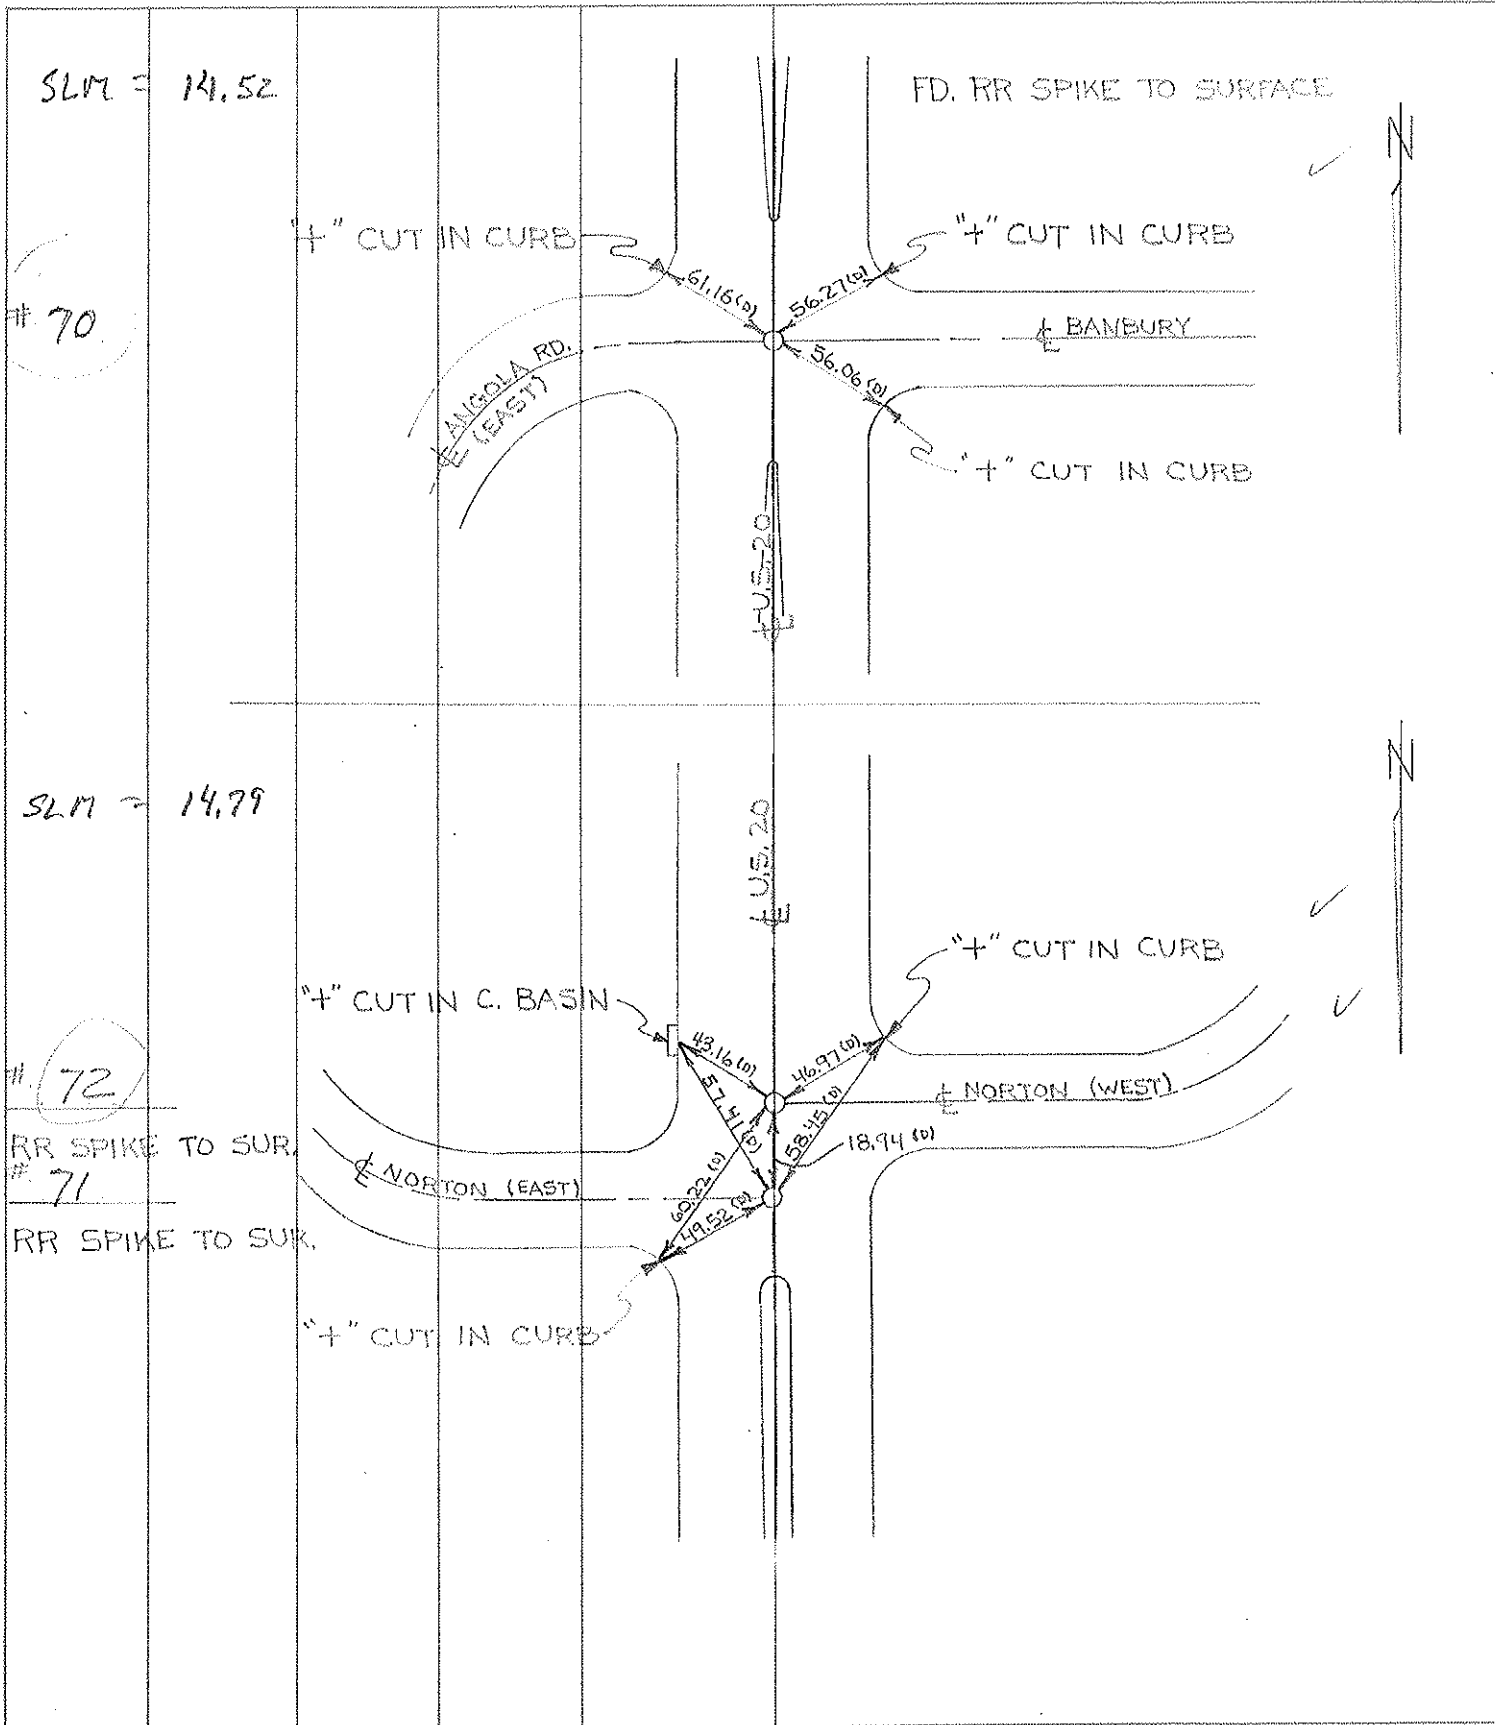 SLM = 14.52
FD. RR SPIKE TO SURFACE
N
"+" CUT IN CURB
"+" CUT IN CURB
# 70
61.16(D)
56.27(D)
℄ BANBURY
56.06(D)
℄ ANGOLA RD.
(EAST)
"+" CUT IN CURB
℄ U.S. 20
N
SLM = 14.79
℄ U.S. 20
"+" CUT IN CURB
"+" CUT IN C. BASIN
43.16(D)
46.97(D)
# 72
57.41(D)
58.45(D)
℄ NORTON (WEST)
RR SPIKE TO SUR.
18.94(D)
# 71
℄ NORTON (EAST)
60.22(D)
49.52(D)
RR SPIKE TO SUR.
"+" CUT IN CURB